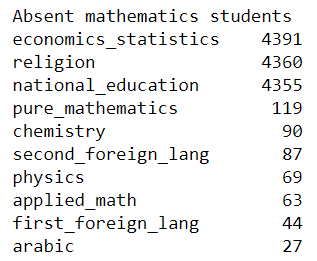 Absent mathematics students
economics_statistics 4391
religion 4360
national_education 4355
pure_mathematics 119
chemistry 90
second_foreign_lang 87
physics 69
applied_math 63
first_foreign_lang 44
arabic 27